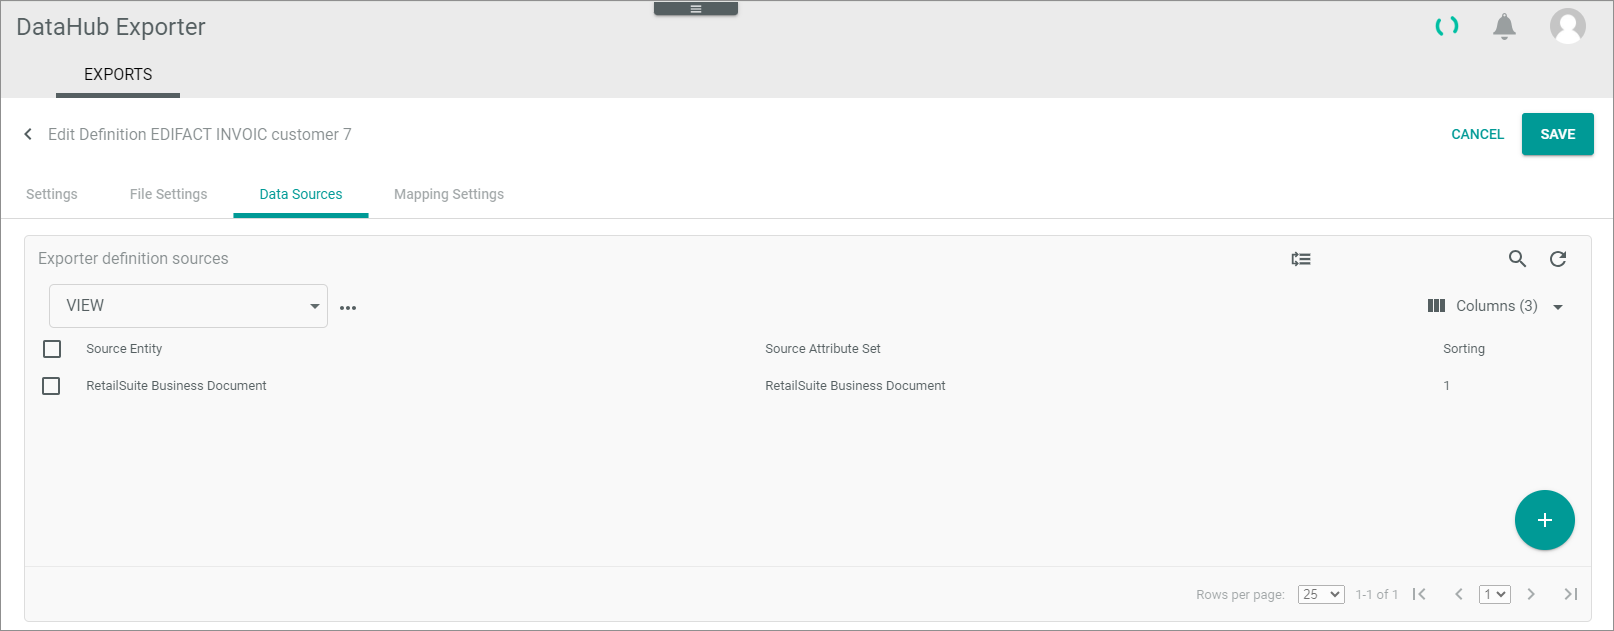 DataHub Exporter
EXPORTS
Edit Definition EDIFACT INVOIC customer 7
CANCEL
SAVE
Settings
File Settings
Data Sources
Mapping Settings
Exporter definition sources
VIEW
Columns (3)
Source Entity
Source Attribute Set
Sorting
RetailSuite Business Document
RetailSuite Business Document
1
Rows per page:
25
1-1 of 1
1